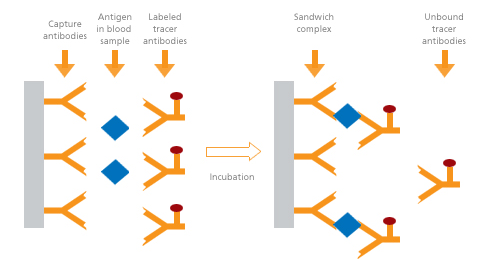 Capture
antibodies
Antigen
in blood
sample
Labeled
tracer
antibodies
Sandwich
complex
Unbound
tracer
antibodies
Incubation